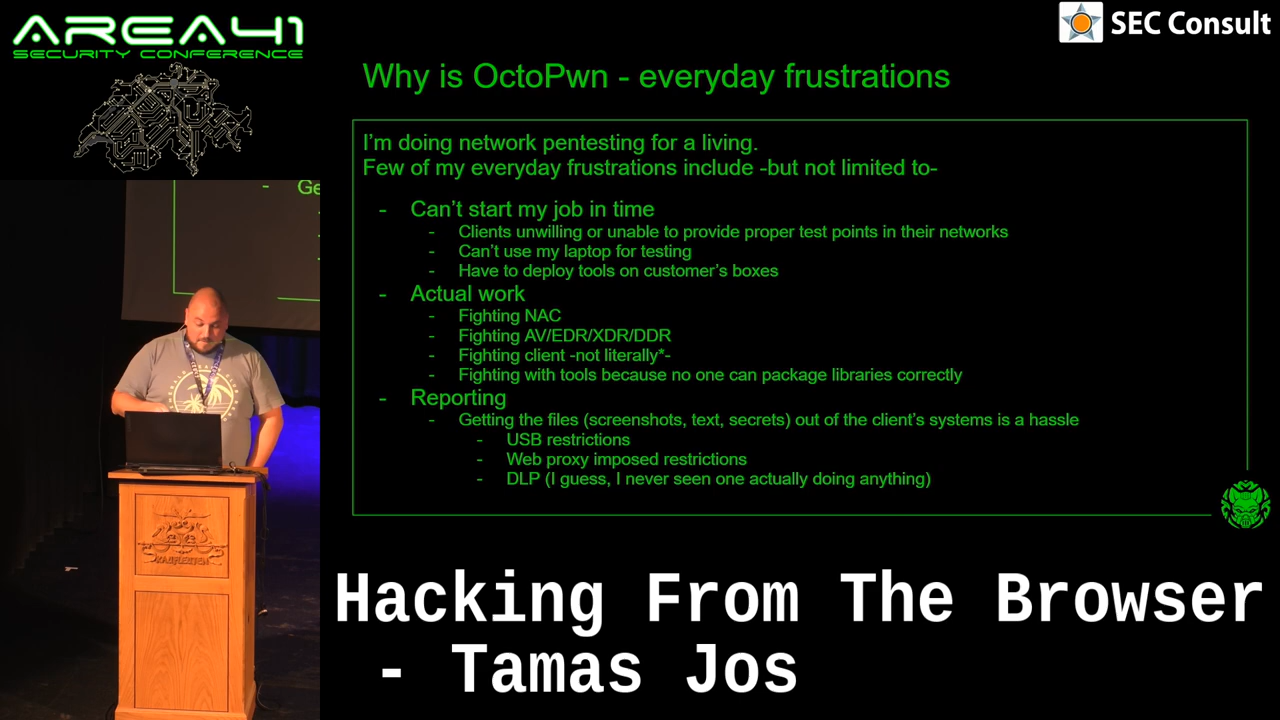 AREA41
SECURITY CONFERENCE
SEC Consult
Why is OctoPwn - everyday frustrations
I'm doing network pentesting for a living.
Few of my everyday frustrations include -but not limited to-
- Can't start my job in time
- Clients unwilling or unable to provide proper test points in their networks
- Can't use my laptop for testing
- Have to deploy tools on customer's boxes
- Actual work
- Fighting NAC
- Fighting AV/EDR/XDR/DDR
- Fighting client -not literally*-
- Fighting with tools because no one can package libraries correctly
- Reporting
- Getting the files (screenshots, text, secrets) out of the client's systems is a hassle
- USB restrictions
- Web proxy imposed restrictions
- DLP (I guess, I never seen one actually doing anything)
- Ge
Hacking From The Browser
- Tamas Jos